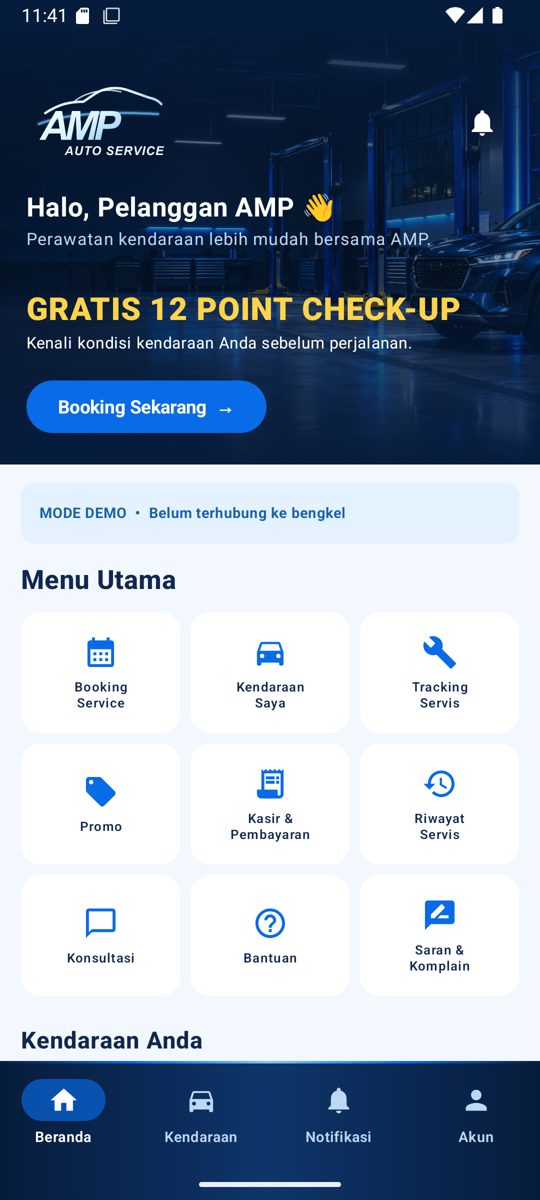 11:41
AMP
AUTO SERVICE
Halo, Pelanggan AMP 👋
Perawatan kendaraan lebih mudah bersama AMP.
GRATIS 12 POINT CHECK-UP
Kenali kondisi kendaraan Anda sebelum perjalanan.
Booking Sekarang →
MODE DEMO • Belum terhubung ke bengkel
Menu Utama
Booking
Service
Kendaraan
Saya
Tracking
Servis
Promo
Kasir &
Pembayaran
Riwayat
Servis
Konsultasi
Bantuan
Saran &
Komplain
Kendaraan Anda
Beranda
Kendaraan
Notifikasi
Akun